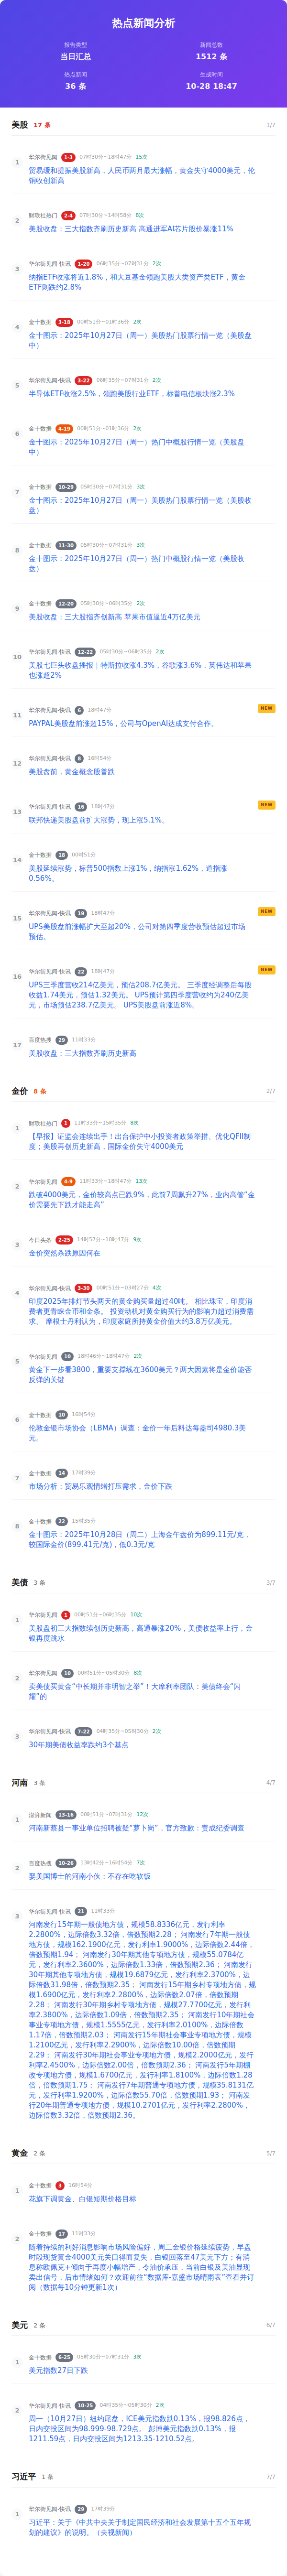 热点新闻分析
报告类型
当日汇总
新闻总数
1512 条
热点新闻
36 条
生成时间
10-28 18:47
美股 17 条 1/7
1 华尔街见闻 1-3 07时30分~18时47分 15次
贸易缓和提振美股新高，人民币两月最大涨幅，黄金失守4000美元，伦
铜收创新高
2 财联社热门 2-4 07时30分~14时58分 8次
美股收盘：三大指数齐刷历史新高 高通进军AI芯片股价暴涨11%
3 华尔街见闻-快讯 1-20 06时35分~07时31分 2次
纳指ETF收涨将近1.8%，和大豆基金领跑美股大类资产类ETF，黄金
ETF则跌约2.8%
4 金十数据 3-18 00时51分~01时36分 2次
金十图示：2025年10月27日（周一）美股热门股票行情一览（美股盘
中）
5 华尔街见闻-快讯 3-22 06时35分~07时31分 2次
半导体ETF收涨2.5%，领跑美股行业ETF，标普电信板块涨2.3%
6 金十数据 4-19 00时51分~01时36分 2次
金十图示：2025年10月27日（周一）热门中概股行情一览（美股盘
中）
7 金十数据 10-29 05时30分~07时31分 3次
金十图示：2025年10月27日（周一）美股热门股票行情一览（美股收
盘）
8 金十数据 11-30 05时30分~07时31分 3次
金十图示：2025年10月27日（周一）热门中概股行情一览（美股收
盘）
9 金十数据 12-20 05时30分~06时35分 2次
美股收盘：三大股指齐创新高 苹果市值逼近4万亿美元
10 华尔街见闻-快讯 12-22 05时30分~06时35分 2次
美股七巨头收盘播报｜特斯拉收涨4.3%，谷歌涨3.6%，英伟达和苹果
也涨超2%
11 华尔街见闻-快讯 6 18时47分 NEW
PAYPAL美股盘前涨超15%，公司与OpenAI达成支付合作。
12 华尔街见闻-快讯 8 16时54分
美股盘前，黄金概念股普跌
13 华尔街见闻-快讯 16 18时47分 NEW
联邦快递美股盘前扩大涨势，现上涨5.1%。
14 金十数据 18 00时51分
美股延续涨势，标普500指数上涨1%，纳指涨1.62%，道指涨
0.56%。
15 华尔街见闻-快讯 19 18时47分 NEW
UPS美股盘前涨幅扩大至超20%，公司对第四季度营收预估超过市场
预估。
16 华尔街见闻-快讯 22 18时47分 NEW
UPS三季度营收214亿美元，预估208.7亿美元。 三季度经调整后每股
收益1.74美元，预估1.32美元。 UPS预计第四季度营收约为240亿美
元，市场预估238.7亿美元。 UPS美股盘前涨近8%。
17 百度热搜 29 11时33分
美股收盘：三大指数齐刷历史新高
金价 8 条 2/7
1 财联社热门 1 11时33分~15时35分 8次
【早报】证监会连续出手！出台保护中小投资者政策举措、优化QFII制
度；美股再创历史新高，国际金价失守4000美元
2 华尔街见闻 4-9 11时33分~18时47分 13次
跌破4000美元，金价较高点已跌9%，此前7周飙升27%，业内高管“金
价需要先下跌才能走高”
3 今日头条 2-25 14时57分~18时47分 9次
金价突然杀跌原因何在
4 华尔街见闻-快讯 3-30 00时51分~03时27分 4次
印度2025年排灯节头两天的黄金购买量超过40吨。 相比珠宝，印度消
费者更青睐金币和金条。 投资动机对黄金购买行为的影响力超过消费需
求。 摩根士丹利认为，印度家庭所持黄金价值大约3.8万亿美元。
5 华尔街见闻 10 18时46分~18时47分 2次
黄金下一步看3800，重要支撑线在3600美元？两大因素将是金价能否
反弹的关键
6 金十数据 10 16时54分
伦敦金银市场协会（LBMA）调查：金价一年后料达每盎司4980.3美
元。
7 金十数据 14 17时39分
市场分析：贸易乐观情绪打压需求，金价下跌
8 金十数据 22 15时35分
金十图示：2025年10月28日（周二）上海金午盘价为899.11元/克，
较国际金价(899.41元/克)，低0.3元/克
美债 3 条 3/7
1 华尔街见闻 1 00时51分~06时35分 10次
美股盘初三大指数续创历史新高，高通暴涨20%，美债收益率上行，金
银再度跳水
2 华尔街见闻 10 00时51分~05时30分 8次
卖美债买黄金“中长期并非明智之举”！大摩利率团队：美债终会“闪
耀”的
3 华尔街见闻-快讯 7-22 04时35分~05时30分 2次
30年期美债收益率跌约3个基点
河南 3 条 4/7
1 澎湃新闻 13-16 00时51分~07时31分 12次
河南新蔡县一事业单位招聘被疑“萝卜岗”，官方致歉：责成纪委调查
2 百度热搜 10-26 13时42分~16时54分 7次
娶美国博士的河南小伙：不存在吃软饭
3 华尔街见闻-快讯 21 11时33分
河南发行15年期一般债地方债，规模58.8336亿元，发行利率
2.2800%，边际倍数3.32倍，倍数预期2.28； 河南发行7年期一般债
地方债，规模162.1900亿元，发行利率1.9000%，边际倍数2.44倍，
倍数预期1.94； 河南发行30年期其他专项地方债，规模55.0784亿
元，发行利率2.3600%，边际倍数1.33倍，倍数预期2.36； 河南发行
30年期其他专项地方债，规模19.6879亿元，发行利率2.3700%，边
际倍数31.98倍，倍数预期2.35； 河南发行15年期乡村专项地方债，规
模1.6900亿元，发行利率2.2800%，边际倍数2.07倍，倍数预期
2.28； 河南发行30年期乡村专项地方债，规模27.7700亿元，发行利
率2.3800%，边际倍数1.09倍，倍数预期2.35； 河南发行10年期社会
事业专项地方债，规模1.5555亿元，发行利率2.0100%，边际倍数
1.17倍，倍数预期2.03； 河南发行15年期社会事业专项地方债，规模
1.2100亿元，发行利率2.2900%，边际倍数10.00倍，倍数预期
2.29； 河南发行30年期社会事业专项地方债，规模2.2000亿元，发行
利率2.4500%，边际倍数2.00倍，倍数预期2.36； 河南发行5年期棚
改专项地方债，规模1.6700亿元，发行利率1.8100%，边际倍数1.28
倍，倍数预期1.75； 河南发行7年期普通专项地方债，规模35.8131亿
元，发行利率1.9200%，边际倍数55.70倍，倍数预期1.93； 河南发
行20年期普通专项地方债，规模10.2701亿元，发行利率2.2800%，
边际倍数3.32倍，倍数预期2.36。
黄金 2 条 5/7
1 金十数据 3 16时54分
花旗下调黄金、白银短期价格目标
2 金十数据 17 11时33分
随着持续的利好消息影响市场风险偏好，周二金银价格延续疲势，早盘
时段现货黄金4000美元关口得而复失，白银回落至47美元下方；有消
息称欧佩克+倾向于再度小幅增产，令油价承压，当前白银及美油显现
卖出信号，后市情绪如何？欢迎前往“数据库-嘉盛市场晴雨表”查看并订
阅（数据每10分钟更新1次）
美元 2 条 6/7
1 金十数据 6-25 05时30分~07时31分 3次
美元指数27日下跌
2 华尔街见闻-快讯 10-25 04时35分~05时30分 2次
周一（10月27日）纽约尾盘，ICE美元指数跌0.13%，报98.826点，
日内交投区间为98.999-98.729点。 彭博美元指数跌0.13%，报
1211.59点，日内交投区间为1213.35-1210.52点。
习近平 1 条 7/7
1 华尔街见闻-快讯 29 17时39分
习近平：关于《中共中央关于制定国民经济和社会发展第十五个五年规
划的建议》的说明。（央视新闻）